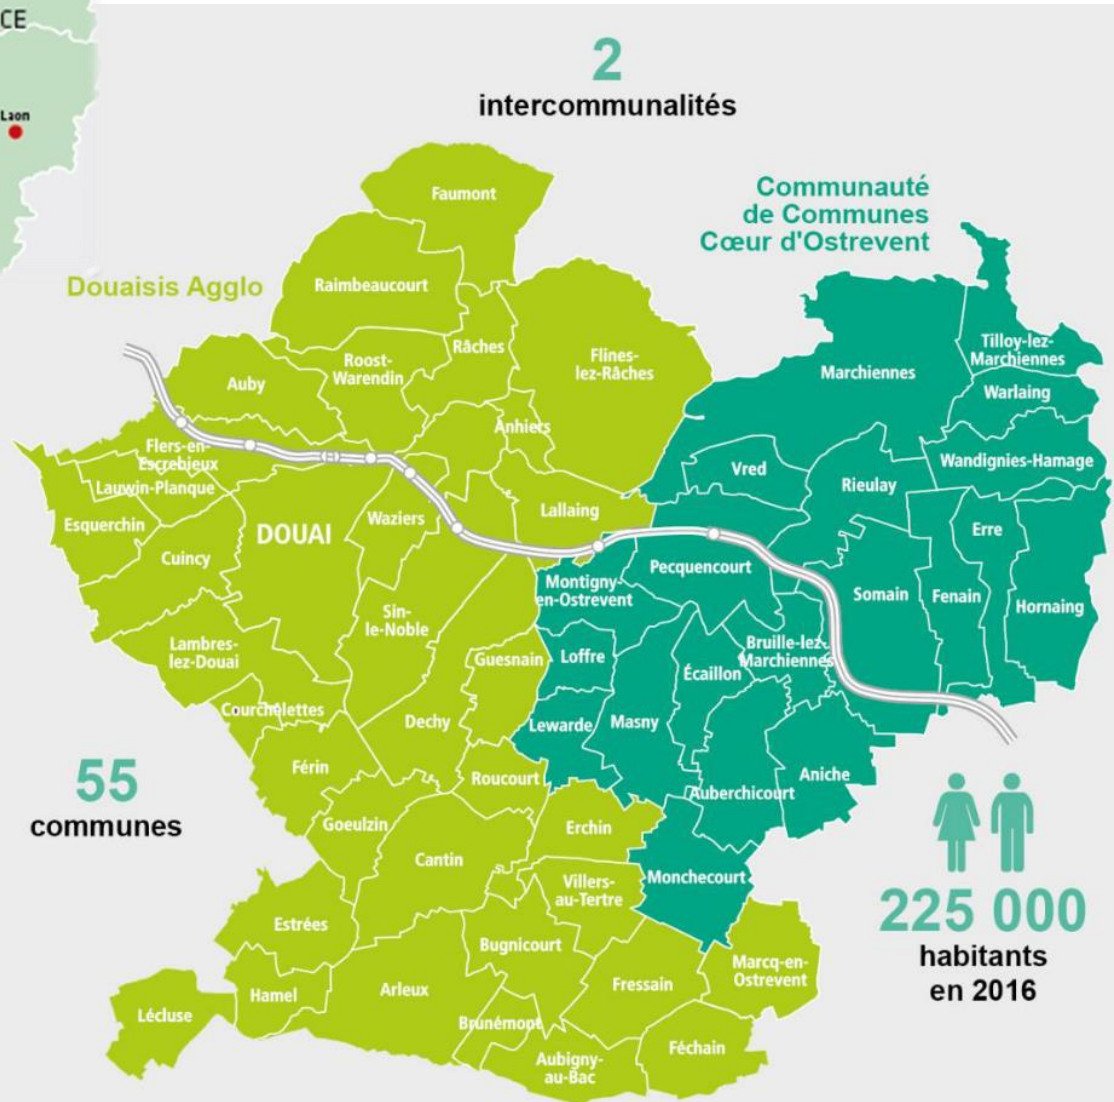 CE
Laon
2
intercommunalités
Communauté
de Communes
Cœur d'Ostrevent
Douaisis Agglo
Faumont
Raimbeaucourt
Râches
Roost-
Warendin
Flines-
lez-Râches
Auby
Anhiers
Marchiennes
Tilloy-lez-
Marchiennes
Warlaing
Flers-en-
Escrebieux
Lauwin-Planque
Esquerchin
Cuincy
DOUAI
Waziers
Lallaing
Vred
Rieulay
Wandignies-Hamage
Erre
Pecquencourt
Montigny-
en-Ostrevent
Somain
Fenain
Hornaing
Sin-
le-Noble
Lambres-
lez-Douai
Guesnain
Loffre
Écaillon
Bruille-lez-
Marchiennes
Courchelettes
Dechy
Lewarde
Masny
Férin
Roucourt
Auberchicourt
Aniche
55
communes
Goeulzin
Cantin
Erchin
Villers-
au-Tertre
Monchecourt
225 000
habitants
en 2016
Estrées
Bugnicourt
Hamel
Arleux
Fressain
Marcq-en-
Ostrevent
Lécluse
Brunémont
Aubigny-
au-Bac
Féchain